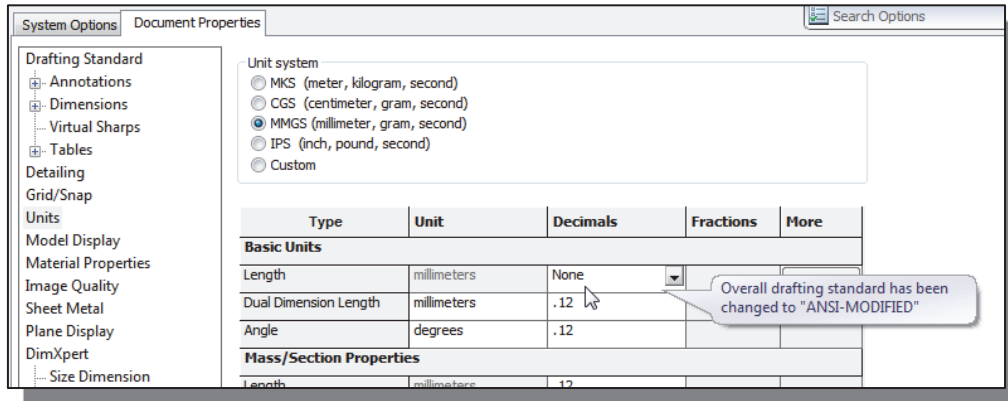 System Options
Document Properties
Search Options
Drafting Standard
Annotations
Dimensions
Virtual Sharps
Tables
Detailing
Grid/Snap
Units
Model Display
Material Properties
Image Quality
Sheet Metal
Plane Display
DimXpert
Size Dimension
Unit system
MKS (meter, kilogram, second)
CGS (centimeter, gram, second)
MMGS (millimeter, gram, second)
IPS (inch, pound, second)
Custom
Type Unit Decimals Fractions More
Basic Units
Length millimeters None
Dual Dimension Length millimeters .12
Angle degrees .12
Overall drafting standard has been
changed to "ANSI-MODIFIED"
Mass/Section Properties
Length millimeters .12